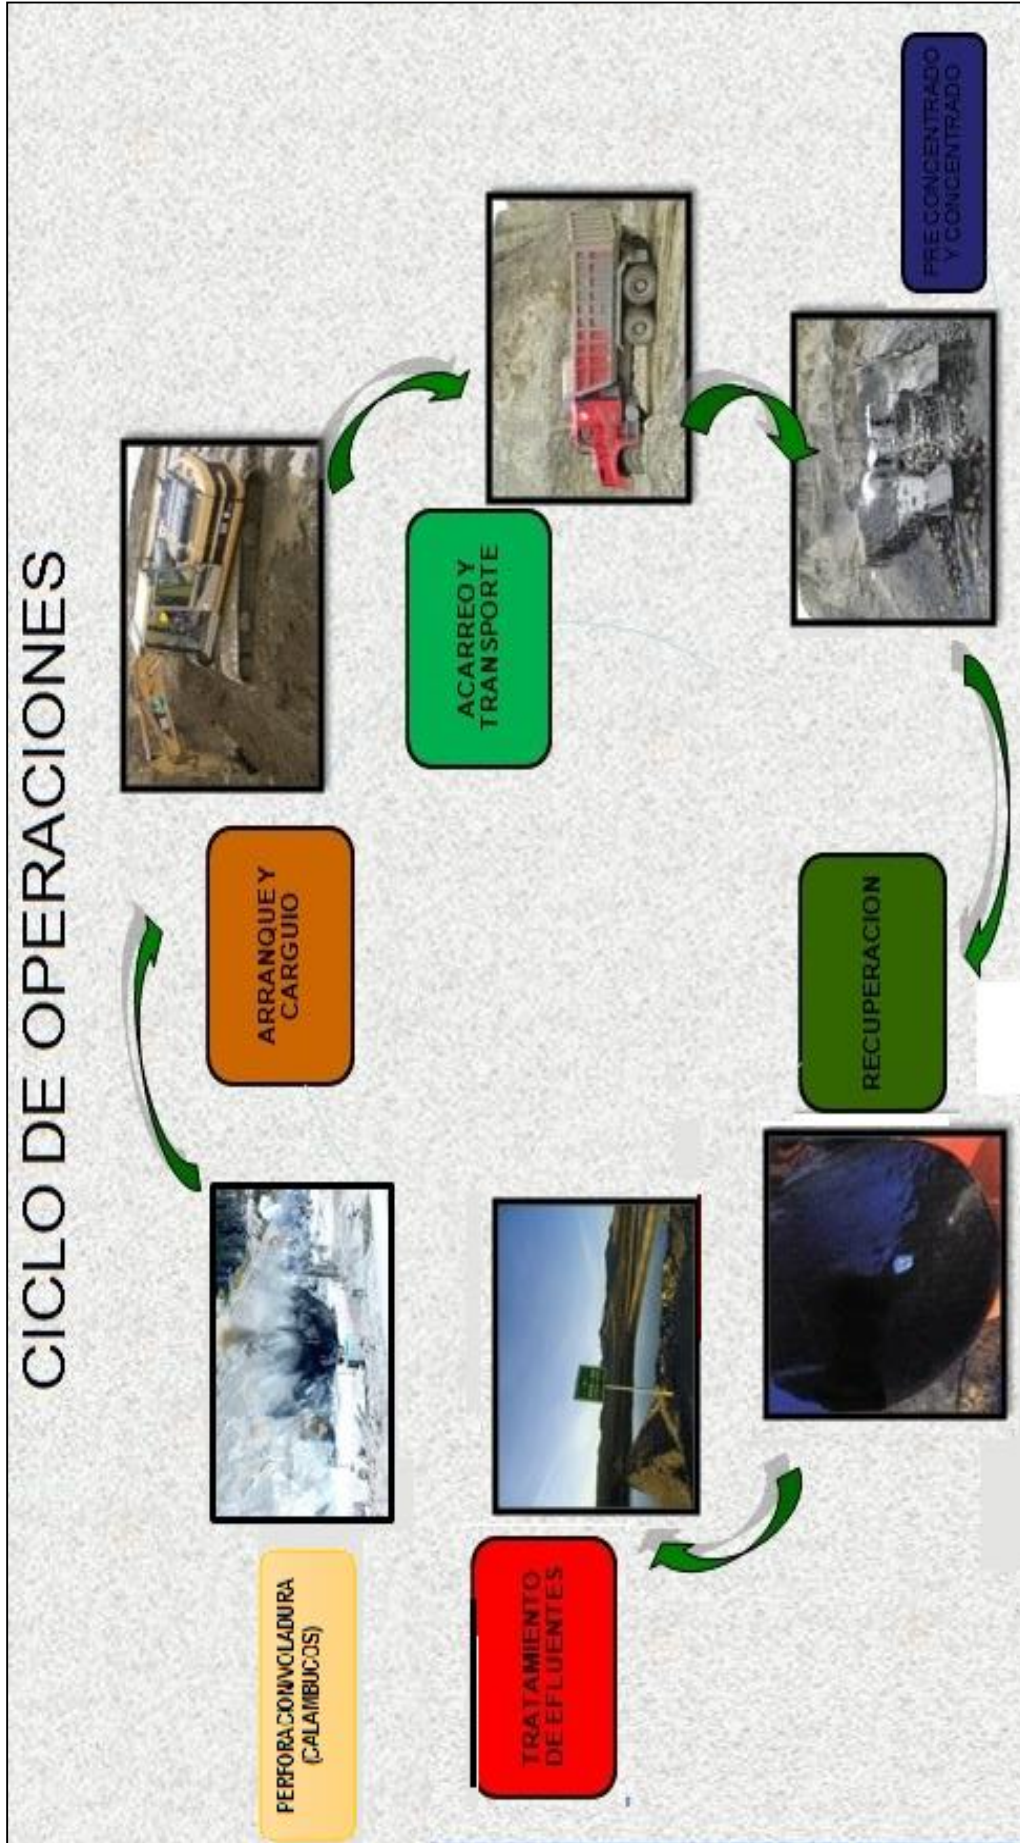 CICLO DE OPERACIONES
PERFORACION/VOLADURA
(CALAMBUCOS)
ARRANQUE Y
CARGUIO
ACARREO Y
TRANSPORTE
PRE CONCENTRADO
Y CONCENTRADO
RECUPERACION
TRATAMIENTO
DE EFLUENTES